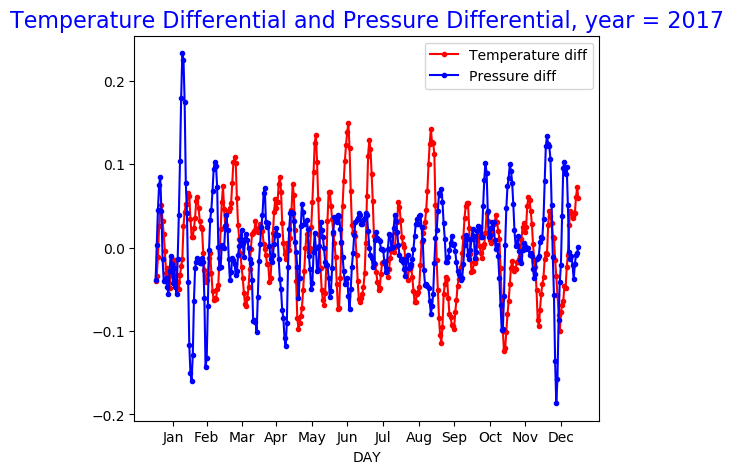 Temperature Differential and Pressure Differential, year = 2017
Temperature diff
Pressure diff
0.2
0.1
0.0
−0.1
−0.2
Jan Feb Mar Apr May Jun Jul Aug Sep Oct Nov Dec
DAY